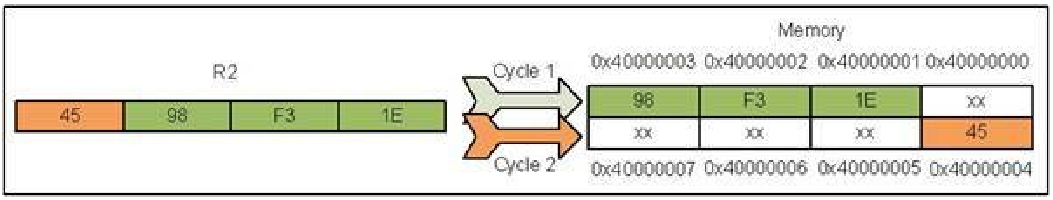 Memory
R2
Cycle 1
0x40000003 0x40000002 0x40000001 0x40000000
45 98 F3 1E
98 F3 1E xx
xx xx xx 45
Cycle 2
0x40000007 0x40000006 0x40000005 0x40000004